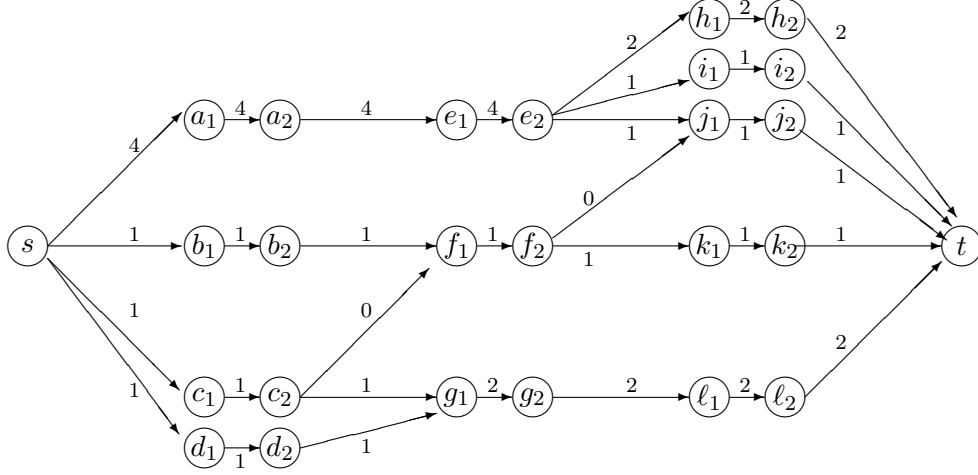 h₁ 2 h₂
2 2
i₁ 1 i₂
1
a₁ 4 a₂ 4 e₁ 4 e₂ 1 j₁ 1 j₂
4 1
1
0
s 1 b₁ 1 b₂ 1 f₁ 1 f₂ 1 k₁ 1 k₂ 1 t
1 0
2
1
c₁ 1 c₂ 1 g₁ 2 g₂ 2 ℓ₁ 2 ℓ₂
d₁ 1 d₂ 1